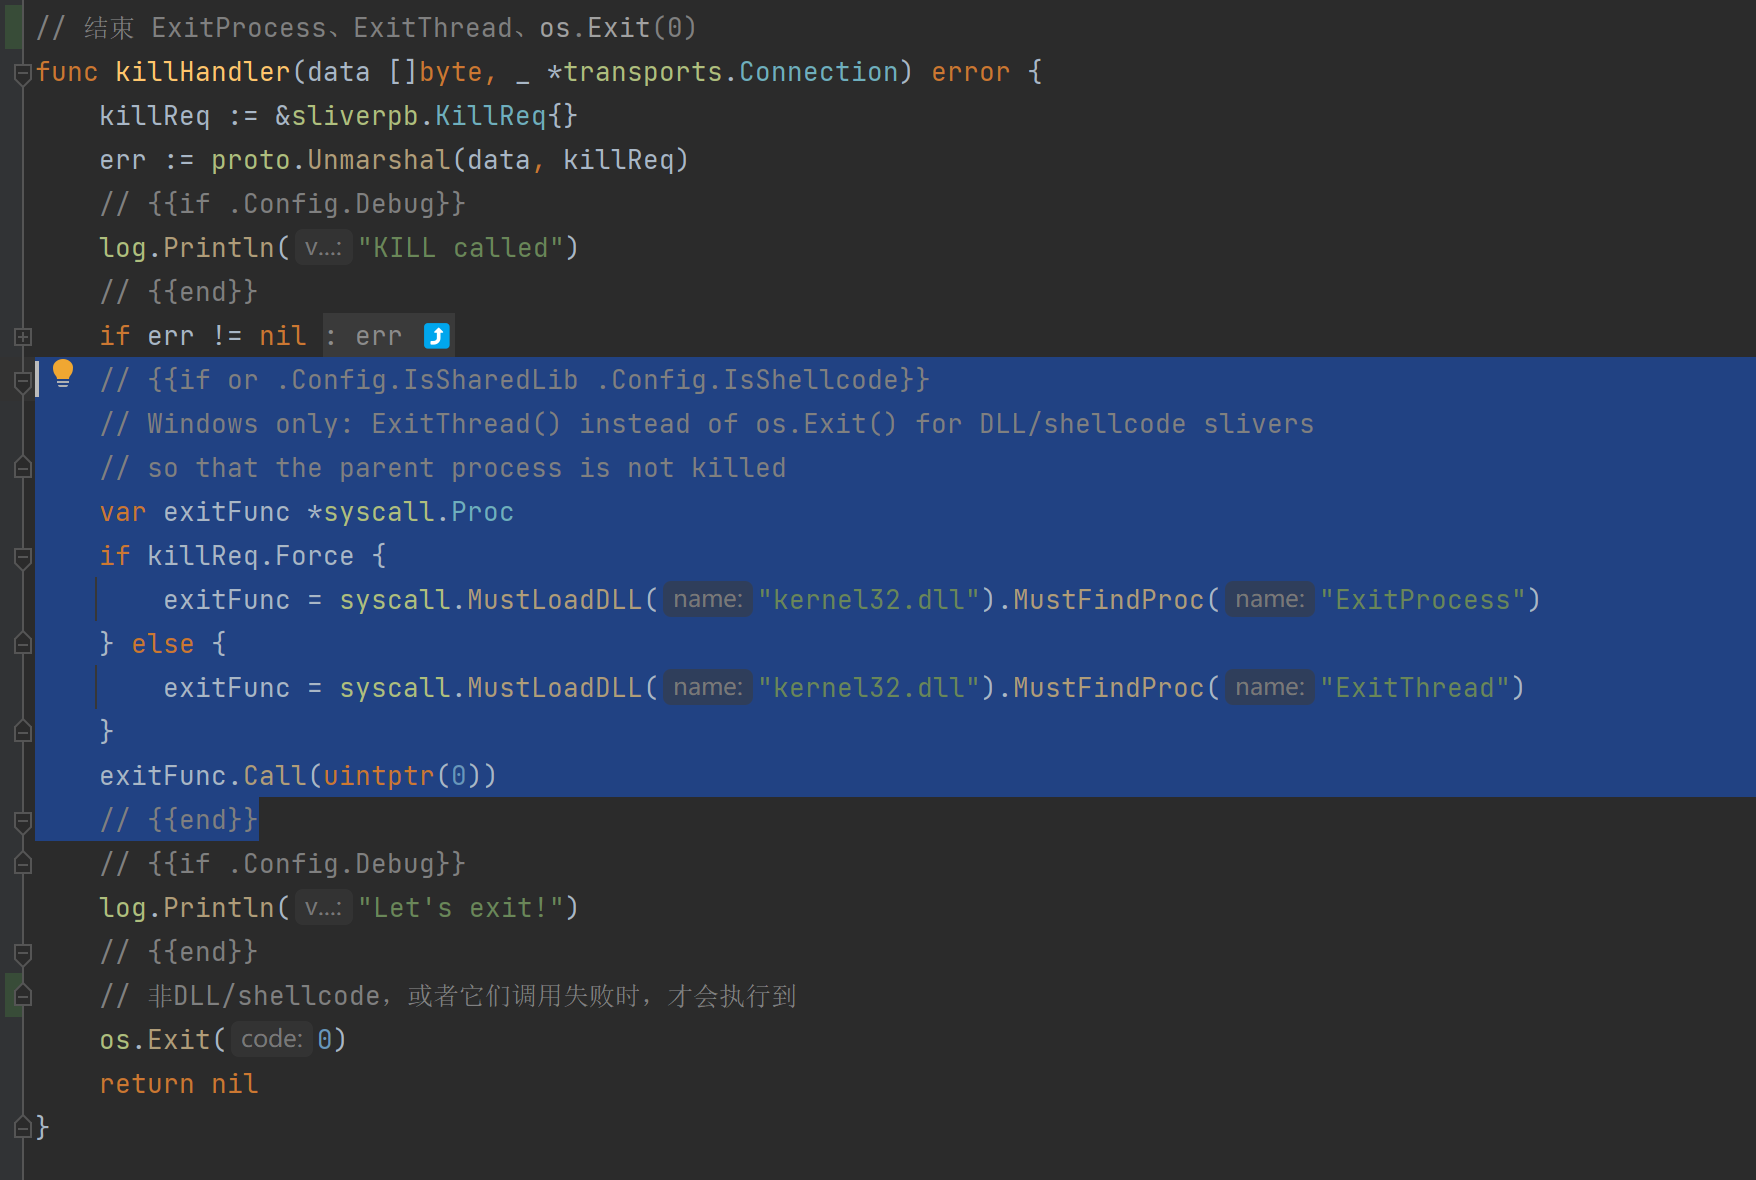 // 结束 ExitProcess、ExitThread、os.Exit(0)
func killHandler(data []byte, _ *transports.Connection) error {
    killReq := &sliverpb.KillReq{}
    err := proto.Unmarshal(data, killReq)
    // {{if .Config.Debug}}
    log.Println( v...: "KILL called")
    // {{end}}
    if err != nil : err ⤴
    // {{if or .Config.IsSharedLib .Config.IsShellcode}}
    // Windows only: ExitThread() instead of os.Exit() for DLL/shellcode slivers
    // so that the parent process is not killed
    var exitFunc *syscall.Proc
    if killReq.Force {
        exitFunc = syscall.MustLoadDLL( name: "kernel32.dll").MustFindProc( name: "ExitProcess")
    } else {
        exitFunc = syscall.MustLoadDLL( name: "kernel32.dll").MustFindProc( name: "ExitThread")
    }
    exitFunc.Call(uintptr(0))
    // {{end}}
    // {{if .Config.Debug}}
    log.Println( v...: "Let's exit!")
    // {{end}}
    // 非DLL/shellcode，或者它们调用失败时，才会执行到
    os.Exit( code: 0)
    return nil
}